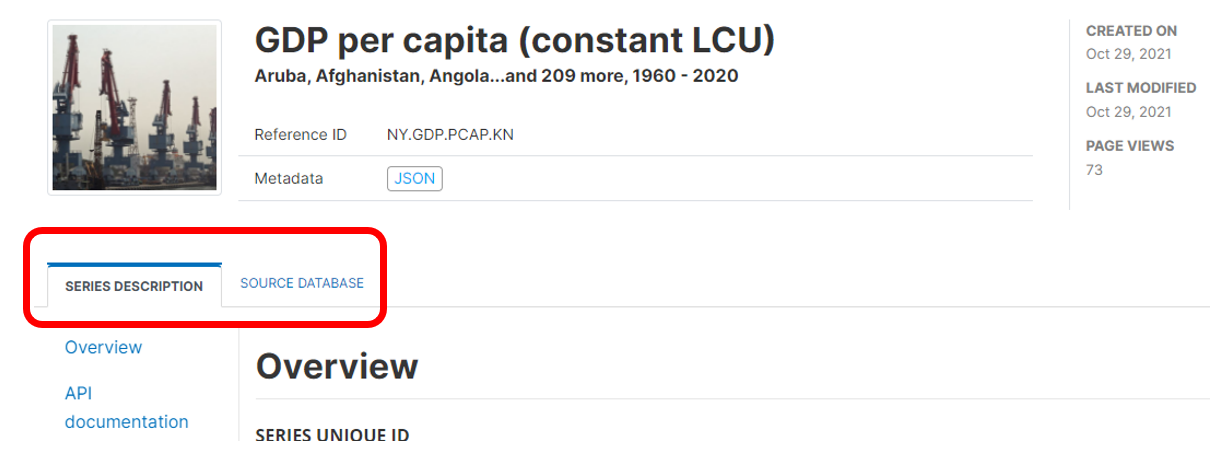 GDP per capita (constant LCU)
Aruba, Afghanistan, Angola...and 209 more, 1960 - 2020
Reference ID NY.GDP.PCAP.KN
Metadata JSON
CREATED ON
Oct 29, 2021
LAST MODIFIED
Oct 29, 2021
PAGE VIEWS
73
SERIES DESCRIPTION SOURCE DATABASE
Overview
API
documentation
Overview
SERIES UNIQUE ID